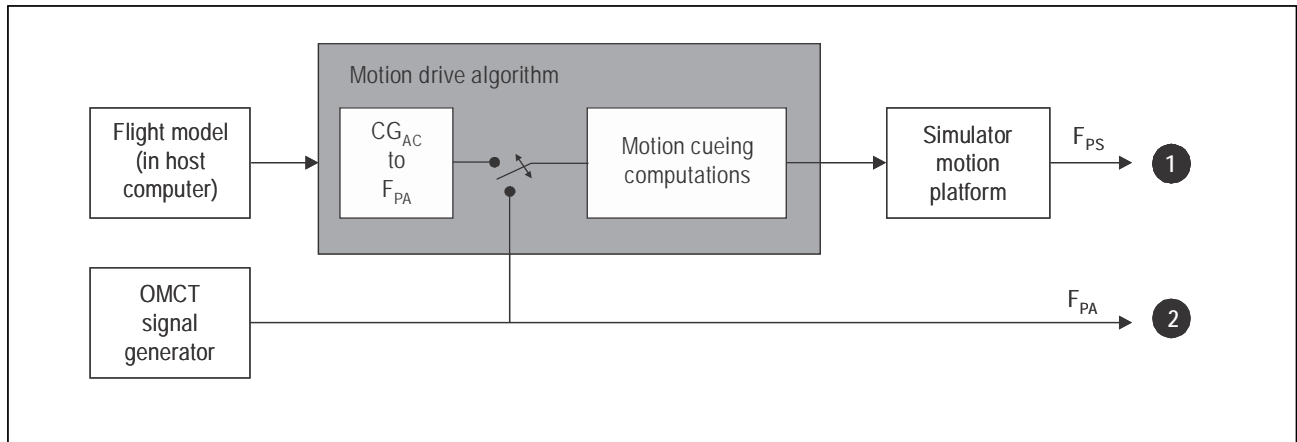 Motion drive algorithm
Flight model
(in host
computer)
CG_AC
to
F_PA
Motion cueing
computations
Simulator
motion
platform
F_PS
1
OMCT
signal
generator
F_PA
2